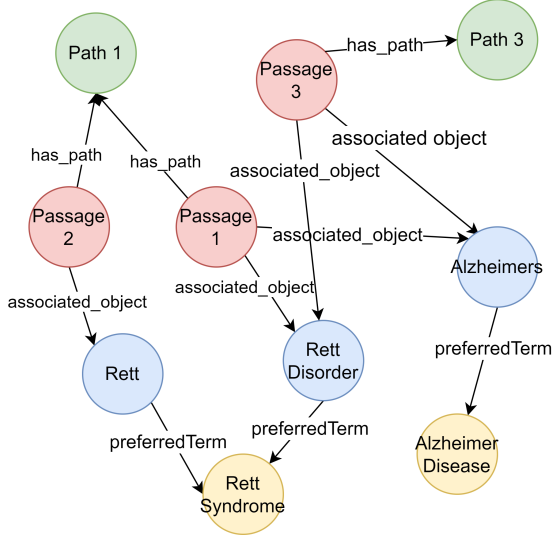 Path 1
Path 3
has_path
Passage
3
associated object
has_path
has_path
associated_object
Passage
2
Passage
1
associated_object
Alzheimers
associated_object
associated_object
Rett
Rett
Disorder
preferredTerm
preferredTerm
preferredTerm
Alzheimer
Disease
Rett
Syndrome